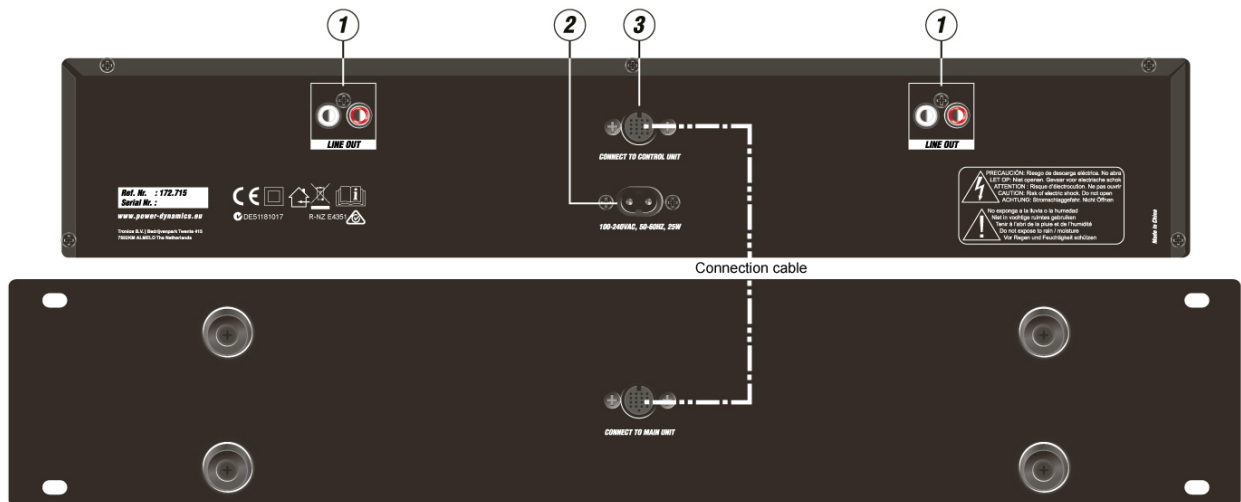 1
2
3
1
LINE OUT
CONNECT TO CONTROL UNIT
LINE OUT
Ref. Nr. : 172.715
Serial Nr. :
www.power-dynamics.eu
Tronios B.V. | Bedrijvenpark Twente 415
7602KM ALMELO The Netherlands
CE
DE51181017
R-NZ E4351
100-240VAC, 50-60HZ, 25W
PRECAUCIÓN: Riesgo de descarga eléctrica. No abra
LET OP: Niet openen. Gevaar voor electrische schok
ATTENTION : Risque d'électrocution. Ne pas ouvrir
CAUTION: Risk of electric shock. Do not open
ACHTUNG: Stromschlaggefahr. Nicht Öffnen
No exponga a la lluvia o la humedad
Niet in vochtige ruimtes gebruiken
Tenir à l'abri de la pluie et de l'humidité
Do not expose to rain / moisture
Vor Regen und Feuchtigkeit schützen
Made in China
Connection cable
CONNECT TO MAIN UNIT